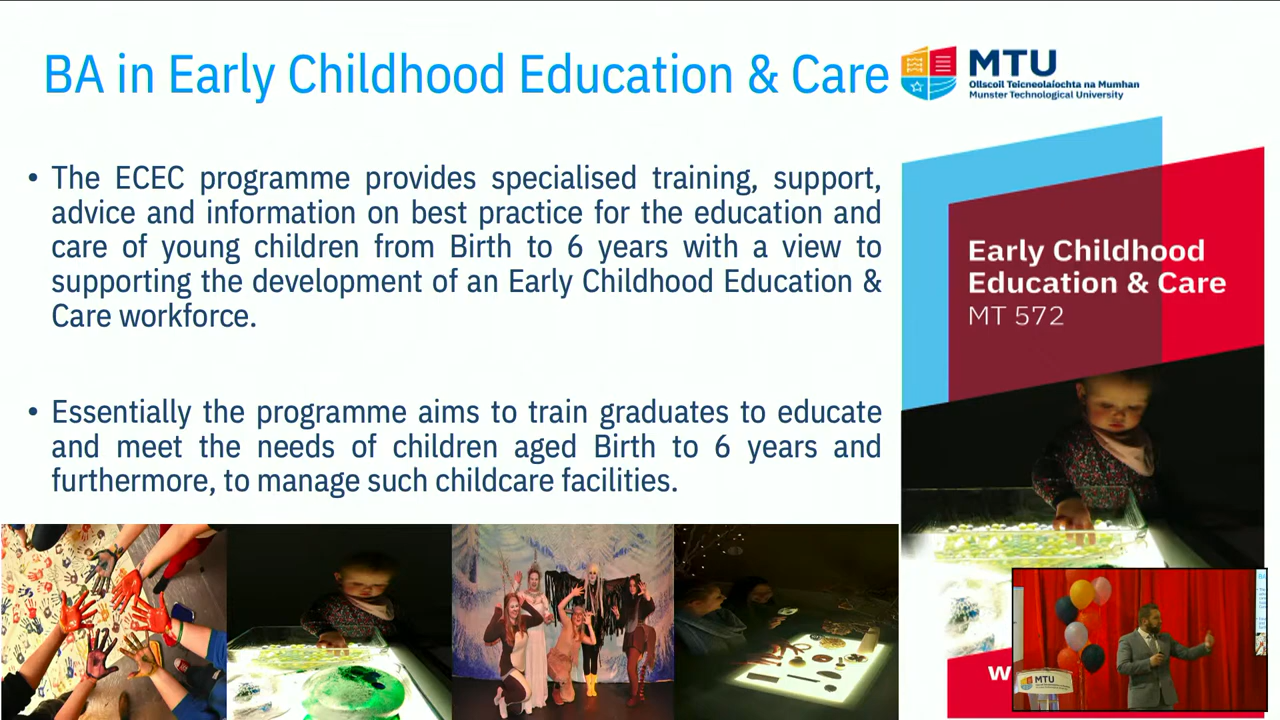 BA in Early Childhood Education & Care
MTU
Ollscoil Teicneolaíochta na Mumhan
Munster Technological University
• The ECEC programme provides specialised training, support,
advice and information on best practice for the education and
care of young children from Birth to 6 years with a view to
supporting the development of an Early Childhood Education &
Care workforce.
• Essentially the programme aims to train graduates to educate
and meet the needs of children aged Birth to 6 years and
furthermore, to manage such childcare facilities.
Early Childhood
Education & Care
MT 572
MTU